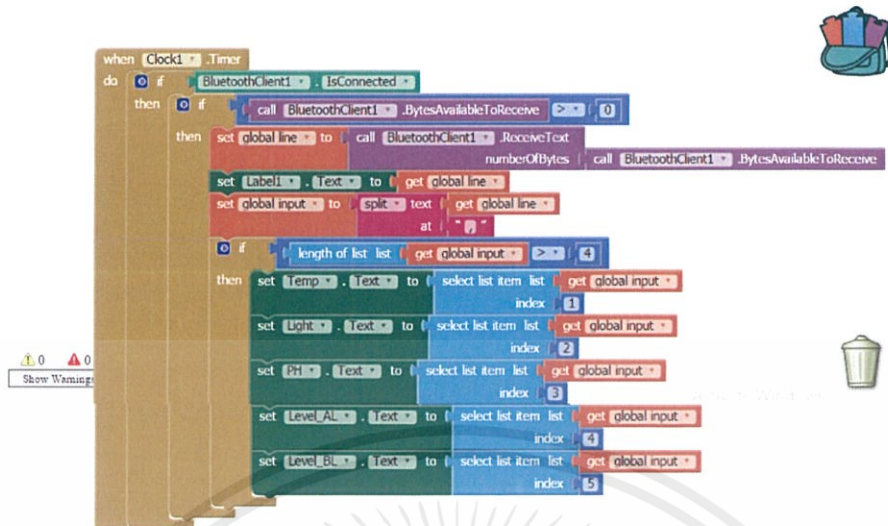 when Clock1 .Timer
do if BluetoothClient1 . IsConnected
then if call BluetoothClient1 .BytesAvailableToReceive > 0
then set global line to call BluetoothClient1 .ReceiveText
numberOfBytes call BluetoothClient1 .BytesAvailableToReceive
set Label1 . Text to get global line
set global input to split text get global line
at " , "
if length of list list get global input > 4
then set Temp . Text to select list item list get global input
index 1
set Light . Text to select list item list get global input
index 2
0 0
Show Warnings
set PH . Text to select list item list get global input
index 3
set Level_AL . Text to select list item list get global input
index 4
set Level_BL . Text to select list item list get global input
index 5